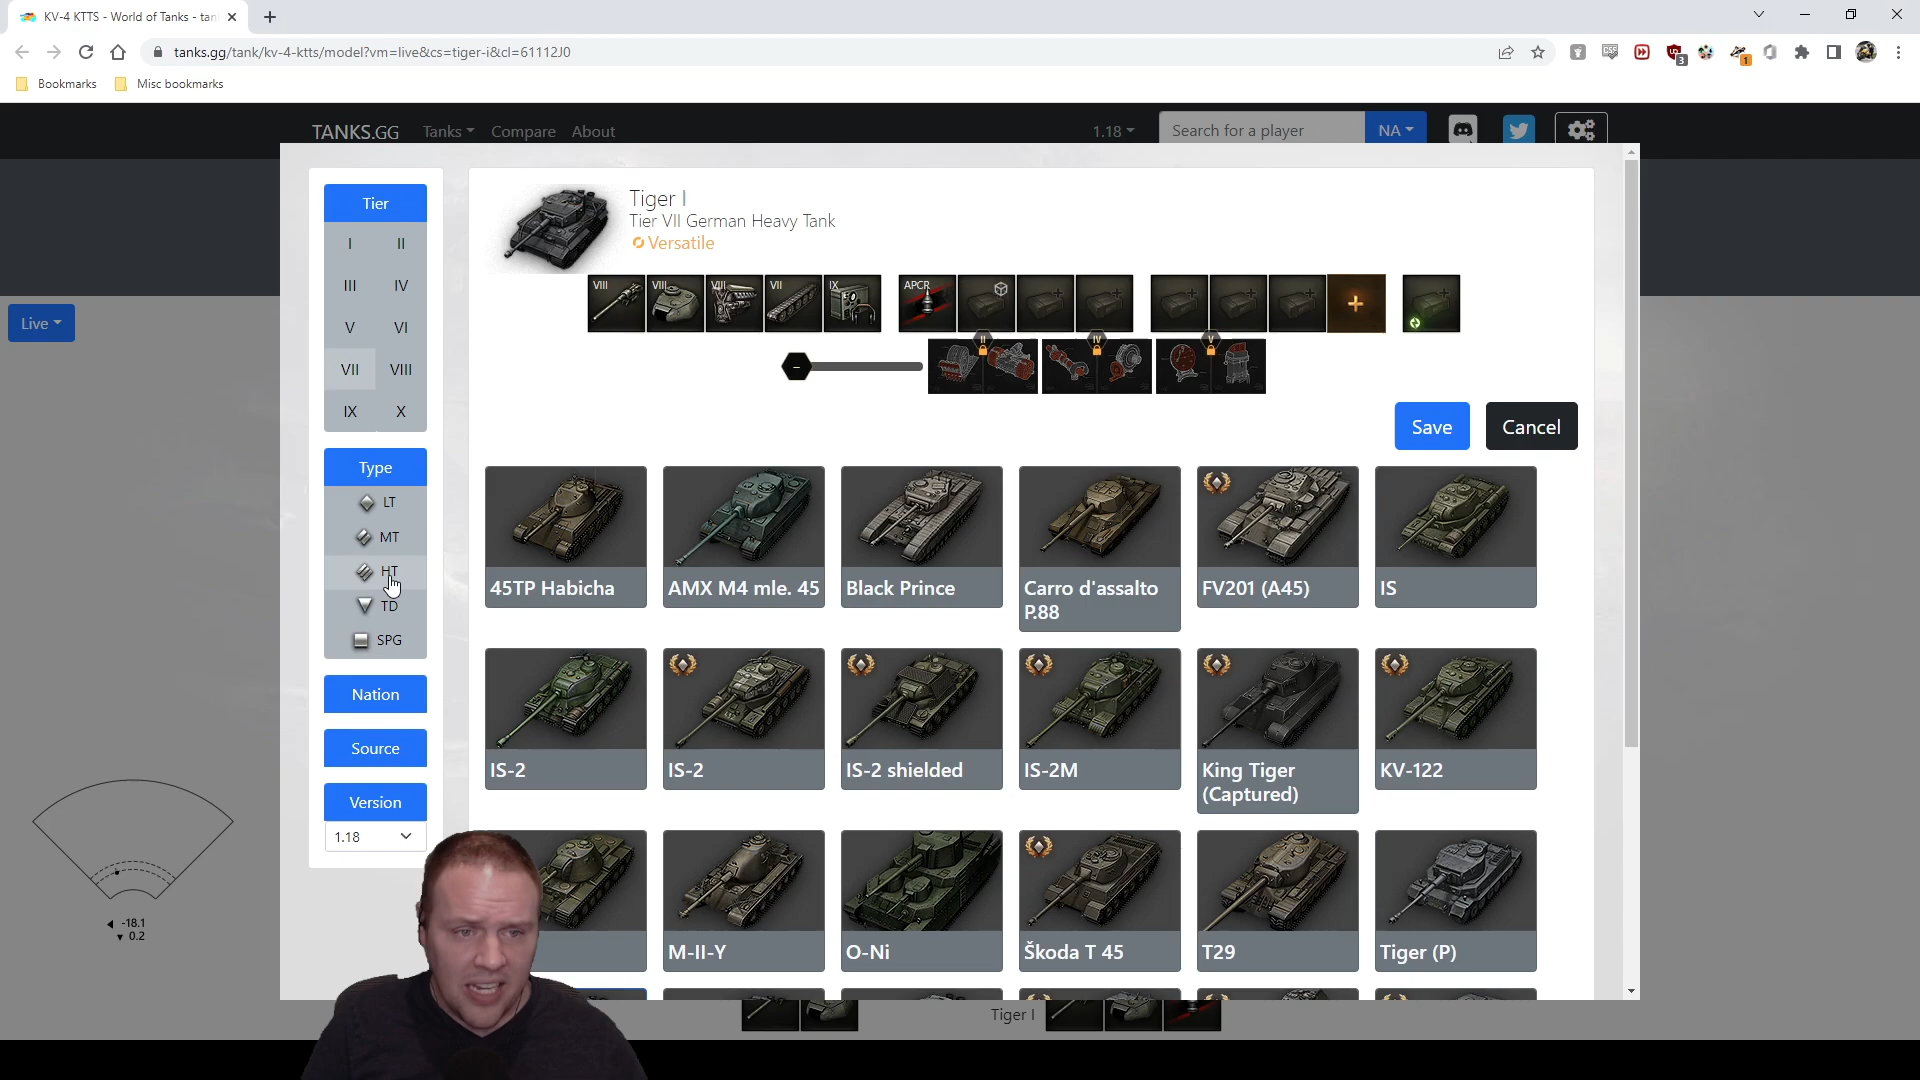 KV-4 KTTS - World of Tanks - tan
tanks.gg/tank/kv-4-ktts/model?vm=live&cs=tiger-i&cl=61112J0
3
1
Bookmarks
Misc bookmarks
TANKS.GG
Tanks
Compare
About
1.18
Search for a player
NA
Live
Tier
I II
III IV
V VI
VII VIII
IX X
Type
LT
MT
HT
TD
SPG
Nation
Source
Version
1.18
Tiger I
Tier VII German Heavy Tank
Versatile
VIII VIII VIII VII IX APCR
II IV V
Save
Cancel
45TP Habicha
AMX M4 mle. 45
Black Prince
Carro d'assalto
P.88
FV201 (A45)
IS
IS-2
IS-2
IS-2 shielded
IS-2M
King Tiger
(Captured)
KV-122
M-II-Y
O-Ni
Škoda T 45
T29
Tiger (P)
-18.1
0.2
Tiger I